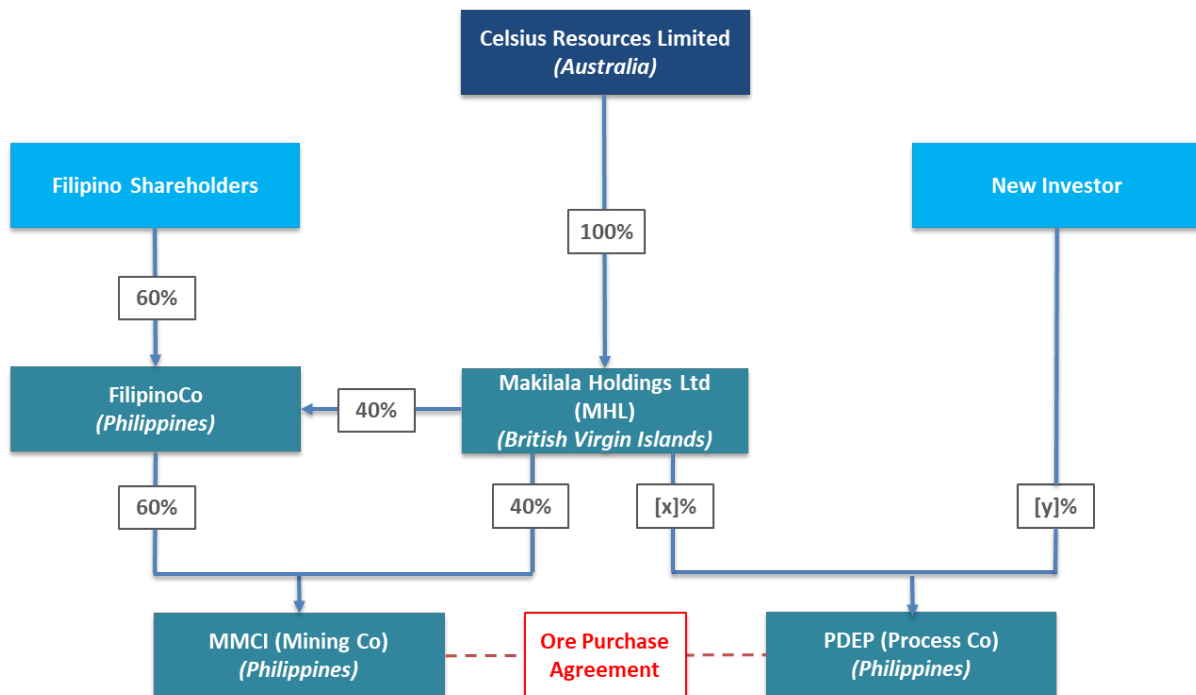 Celsius Resources Limited
(Australia)
Filipino Shareholders
New Investor
100%
60%
FilipinoCo
(Philippines)
40%
Makilala Holdings Ltd
(MHL)
(British Virgin Islands)
60%
40%
[x]%
[y]%
MMCI (Mining Co)
(Philippines)
Ore Purchase
Agreement
PDEP (Process Co)
(Philippines)